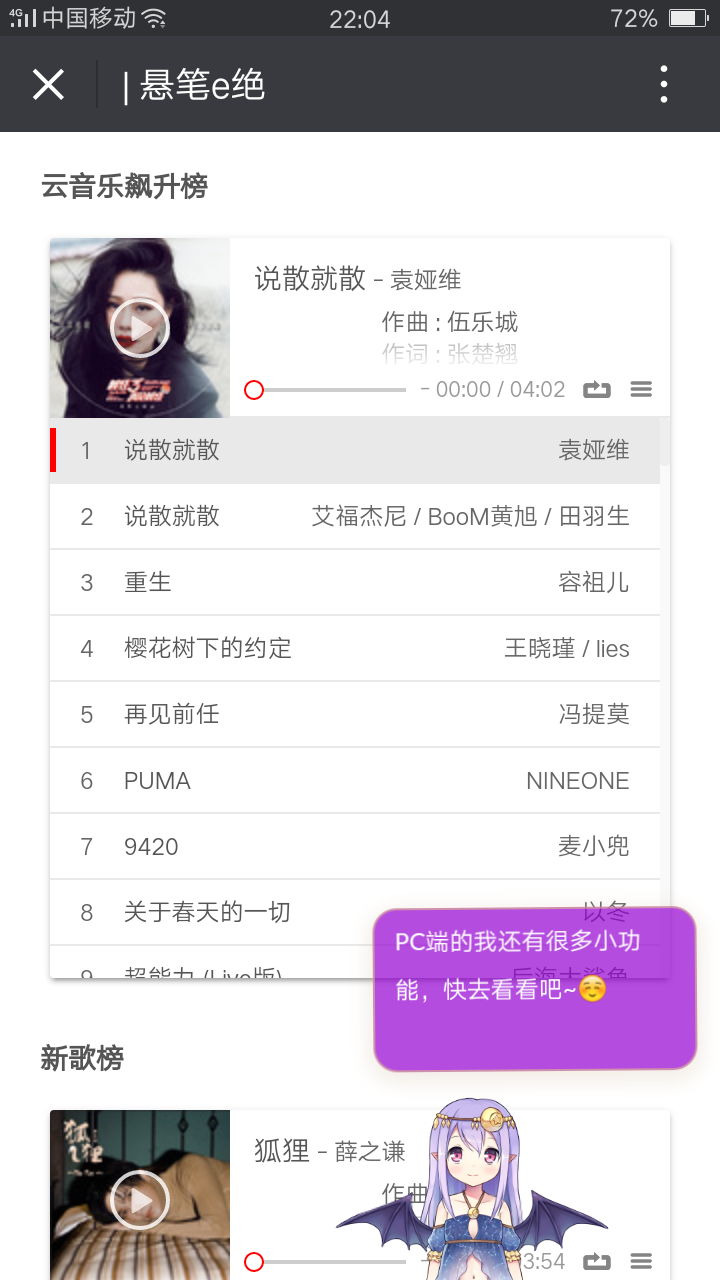 4G 中国移动 22:04 72%
| 悬笔e绝
云音乐飙升榜
说散就散 - 袁娅维
作曲 : 伍乐城
作词 : 张楚翘
- 00:00 / 04:02
1 说散就散 袁娅维
2 说散就散 艾福杰尼 / BooM黄旭 / 田羽生
3 重生 容祖儿
4 樱花树下的约定 王晓瑾 / lies
5 再见前任 冯提莫
6 PUMA NINEONE
7 9420 麦小兜
8 关于春天的一切 以冬
9 超能力 (Live版) 后海大鲨鱼
PC端的我还有很多小功
能，快去看看吧~☺️
新歌榜
狐狸
狐狸 - 薛之谦
作曲
3:54